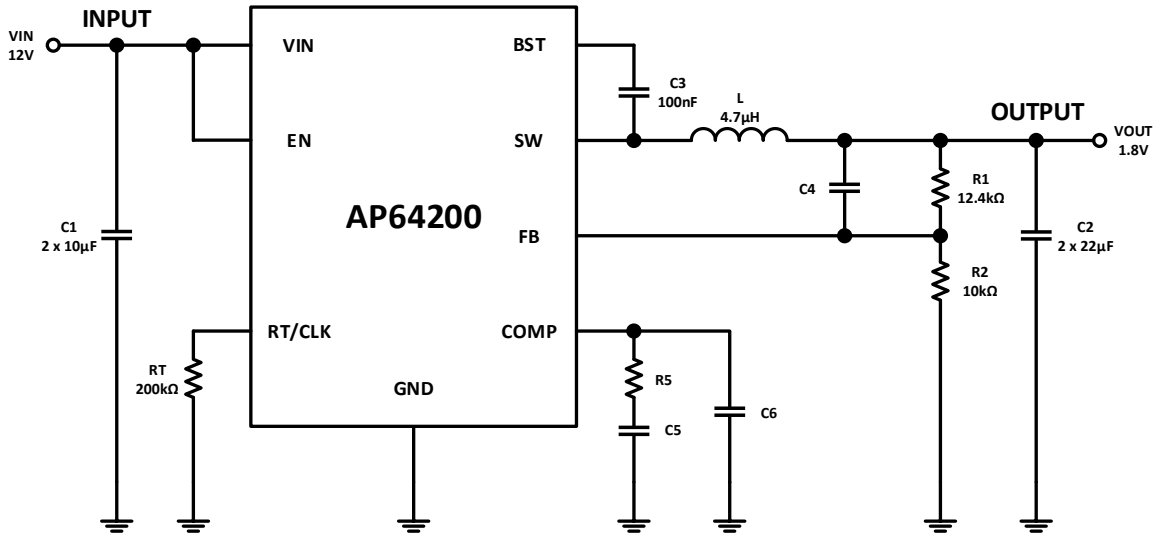 INPUT
VIN
12V
VIN
BST
C3
100nF
L
4.7µH
OUTPUT
VOUT
1.8V
EN
SW
C4
R1
12.4kΩ
AP64200
C1
2 x 10µF
FB
C2
2 x 22µF
R2
10kΩ
RT/CLK
COMP
RT
200kΩ
R5
GND
C6
C5